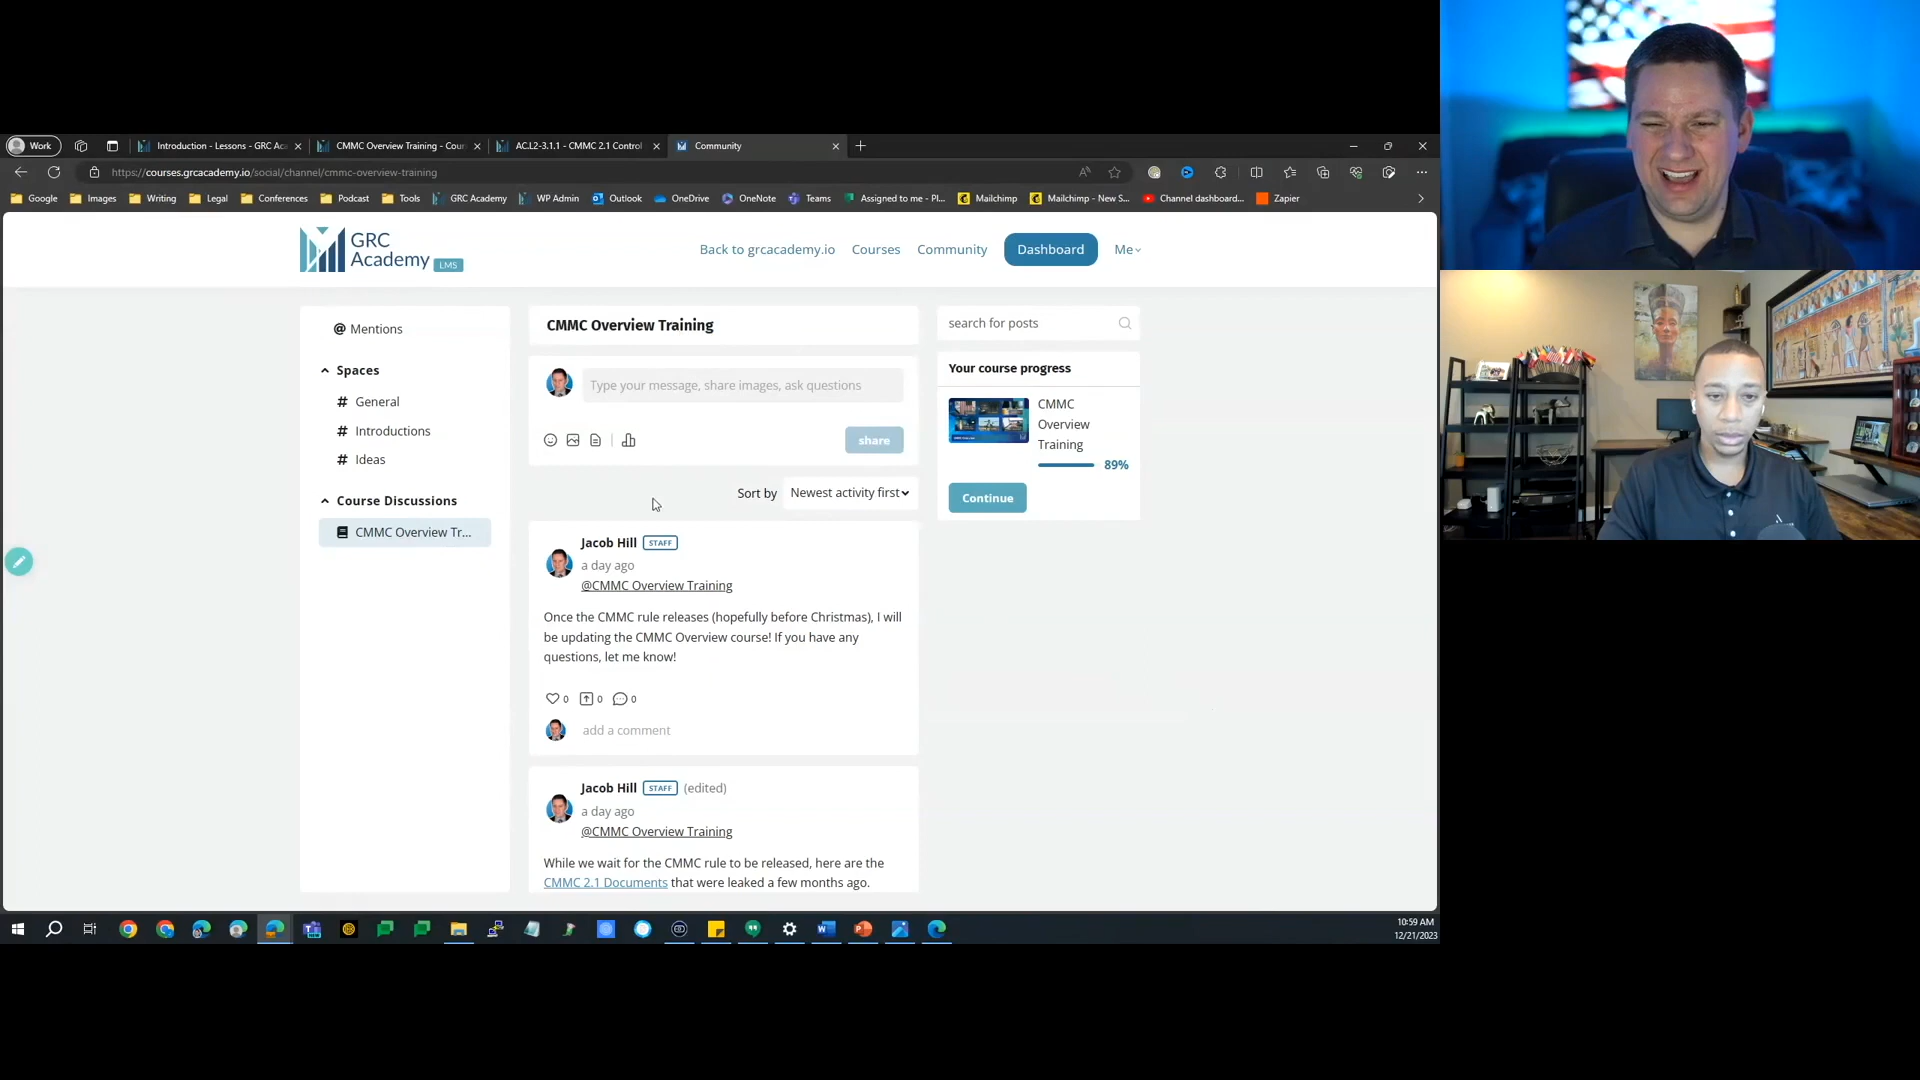 Work
Introduction - Lessons - GRC Aca
CMMC Overview Training - Cour
AC.L2-3.1.1 - CMMC 2.1 Control
Community
https://courses.grcacademy.io/social/channel/cmmc-overview-training
Google
Images
Writing
Legal
Conferences
Podcast
Tools
GRC Academy
WP Admin
Outlook
OneDrive
OneNote
Teams
Assigned to me - Pl...
Mailchimp
Mailchimp - New S...
Channel dashboard...
Zapier
GRC
Academy LMS
Back to grcacademy.io
Courses
Community
Dashboard
Me
@ Mentions
Spaces
# General
# Introductions
# Ideas
Course Discussions
CMMC Overview Tr...
CMMC Overview Training
Type your message, share images, ask questions
share
Sort by Newest activity first
Jacob Hill STAFF
a day ago
@CMMC Overview Training
Once the CMMC rule releases (hopefully before Christmas), I will
be updating the CMMC Overview course! If you have any
questions, let me know!
0 0 0
add a comment
Jacob Hill STAFF (edited)
a day ago
@CMMC Overview Training
While we wait for the CMMC rule to be released, here are the
CMMC 2.1 Documents that were leaked a few months ago.
search for posts
Your course progress
CMMC
Overview
Training
89%
Continue
10:59 AM
12/21/2023